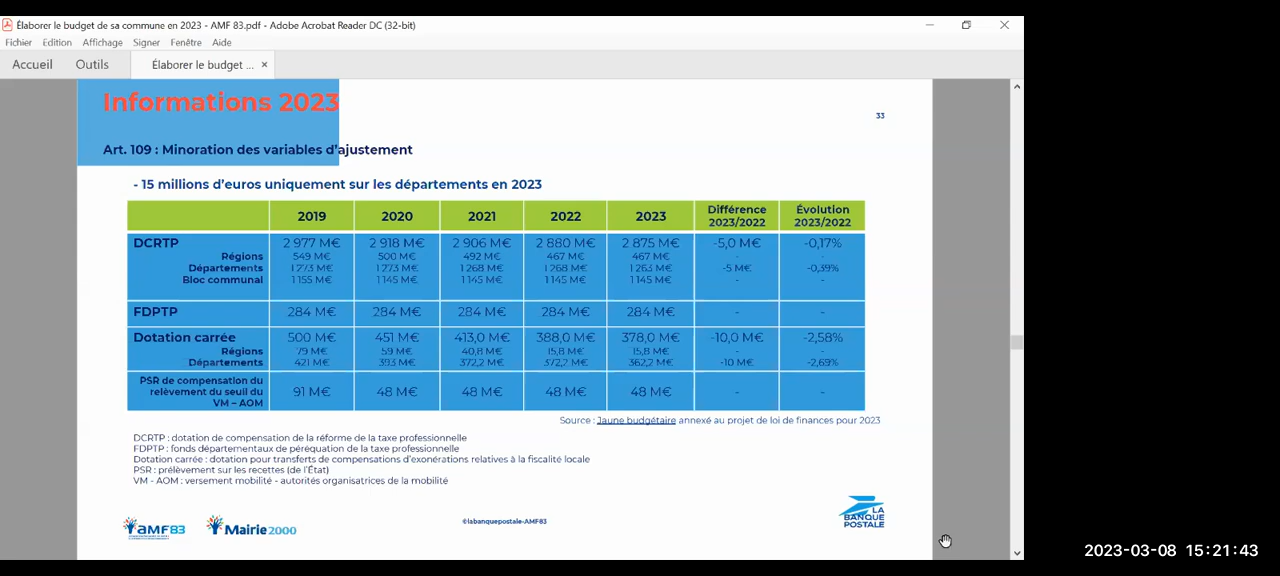 Élaborer le budget de sa commune en 2023 - AMF 83.pdf - Adobe Acrobat Reader DC (32-bit)
Fichier Edition Affichage Signer Fenêtre Aide
Accueil Outils Élaborer le budget ... ×
Informations 2023
33
Art. 109 : Minoration des variables d'ajustement
- 15 millions d'euros uniquement sur les départements en 2023
2019 2020 2021 2022 2023 Différence 2023/2022 Évolution 2023/2022
DCRTP 2 977 M€ 2 918 M€ 2 906 M€ 2 880 M€ 2 875 M€ -5,0 M€ -0,17%
Régions 549 M€ 500 M€ 492 M€ 467 M€ 467 M€ - -
Départements 1 273 M€ 1 273 M€ 1 268 M€ 1 268 M€ 1 263 M€ -5 M€ -0,39%
Bloc communal 1 155 M€ 1 145 M€ 1 145 M€ 1 145 M€ 1 145 M€ - -
FDPTP 284 M€ 284 M€ 284 M€ 284 M€ 284 M€ - -
Dotation carrée 500 M€ 451 M€ 413,0 M€ 388,0 M€ 378,0 M€ -10,0 M€ -2,58%
Régions 79 M€ 59 M€ 40,8 M€ 15,8 M€ 15,8 M€ - -
Départements 421 M€ 393 M€ 372,2 M€ 372,2 M€ 362,2 M€ -10 M€ -2,69%
PSR de compensation du
relèvement du seuil du 91 M€ 48 M€ 48 M€ 48 M€ 48 M€ - -
VM – AOM
Source : Jaune budgétaire annexé au projet de loi de finances pour 2023
DCRTP : dotation de compensation de la réforme de la taxe professionnelle
FDPTP : fonds départementaux de péréquation de la taxe professionnelle
Dotation carrée : dotation pour transferts de compensations d'exonérations relatives à la fiscalité locale
PSR : prélèvement sur les recettes (de l'État)
VM - AOM : versement mobilité - autorités organisatrices de la mobilité
AMF83 Mairie2000
©labanquepostale-AMF83
LA
BANQUE
POSTALE
2023-03-08 15:21:43